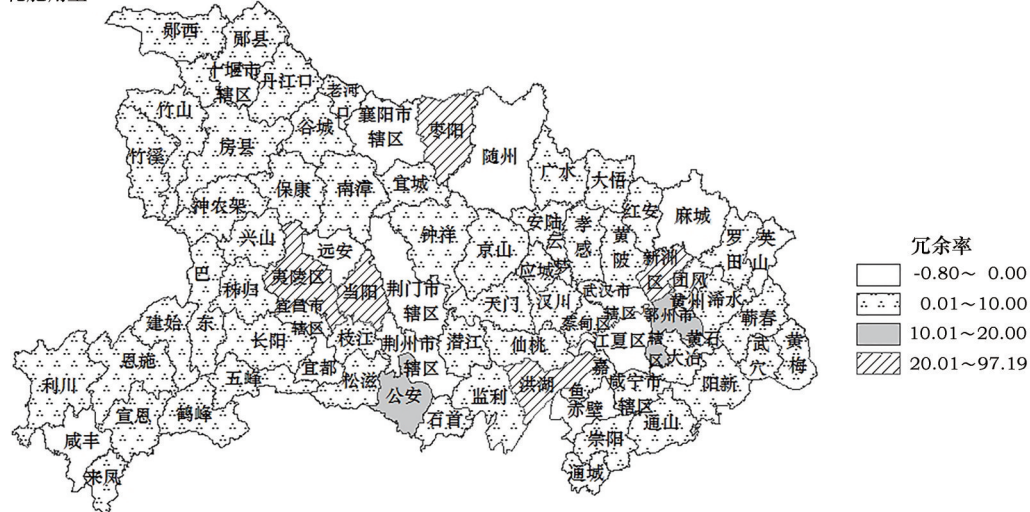 郧西
郧县
十堰市
辖区
丹江口
老河
口
襄阳市
辖区
枣阳
随州
竹山
谷城
竹溪
房县
广水
大悟
保康
南漳
宜城
神农架
红安
麻城
钟祥
京山
安陆
孝
感
黄
陂
罗
田
英
山
兴山
远安
云
梦
应城
新洲
区
团风
巴
东
夷陵区
当阳
荆门市
辖区
秭归
天门
汉川
武汉市
辖区
黄州
浠水
宜昌市
辖区
蔡甸区
鄂州市
辖
区
蕲春
建始
枝江
荆州市
辖区
潜江
仙桃
江夏区
黄石
武
穴
黄
梅
恩施
长阳
宜都
大冶
利川
五峰
松滋
公安
监利
洪湖
嘉
鱼
咸宁市
辖区
阳新
宣恩
鹤峰
石首
赤壁
通山
咸丰
崇阳
来凤
通城
冗余率
-0.80～ 0.00
0.01～10.00
10.01～20.00
20.01～97.19